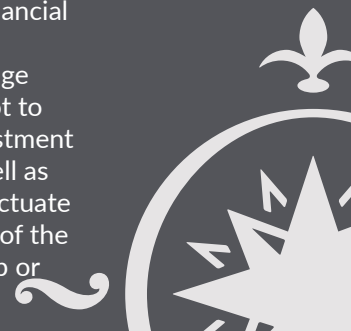 ancial
ge
t to
stment
ell as
ctuate
of the
or